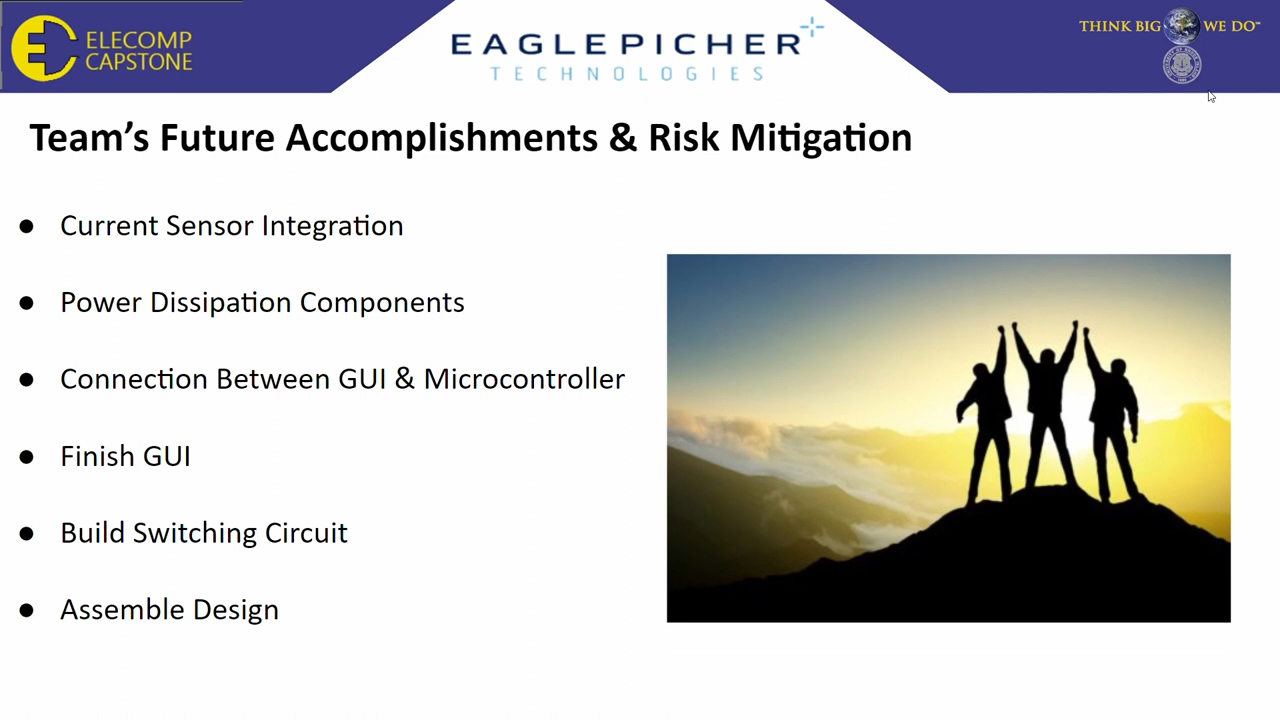 ELECOMP
CAPSTONE
EAGLEPICHER
TECHNOLOGIES
THINK BIG WE DO℠
Team's Future Accomplishments & Risk Mitigation
● Current Sensor Integration
● Power Dissipation Components
● Connection Between GUI & Microcontroller
● Finish GUI
● Build Switching Circuit
● Assemble Design